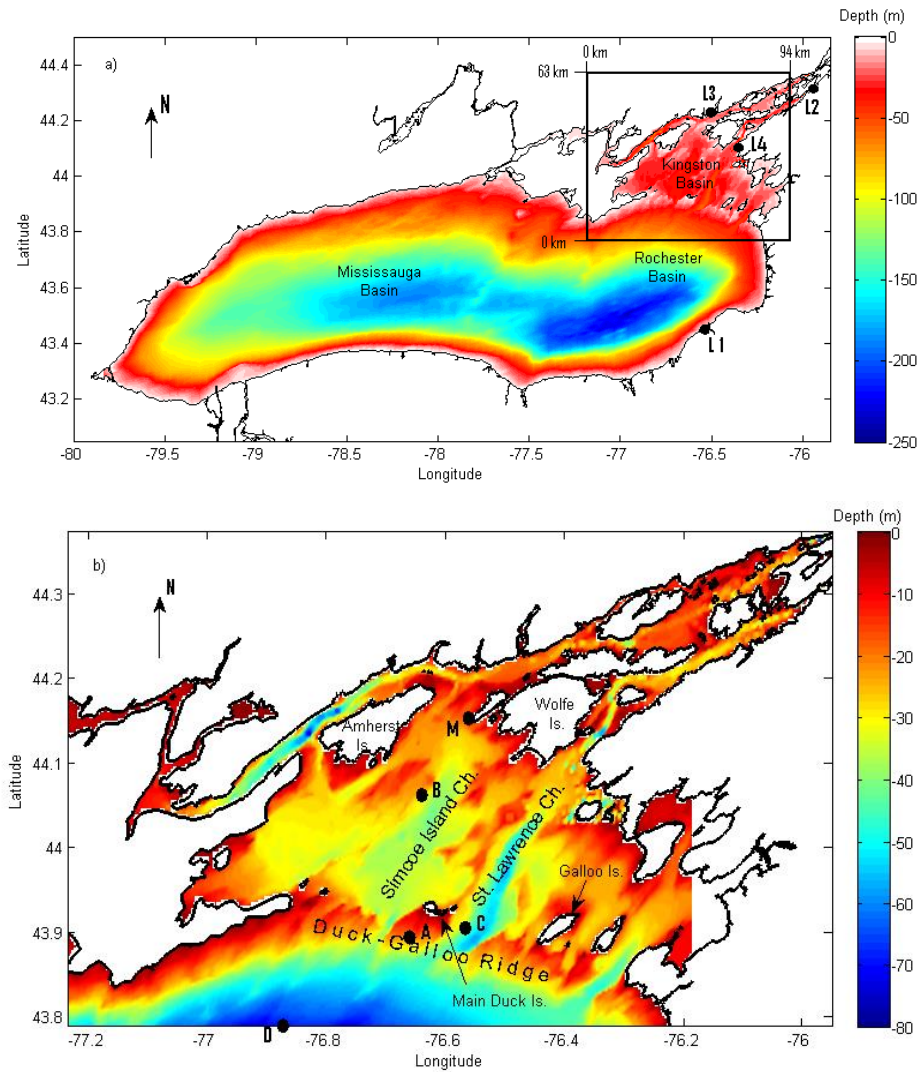 Depth (m)
a)
0 km
94 km
63 km
N
L3
L2
L4
Kingston
Basin
0 km
Mississauga
Basin
Rochester
Basin
L1
44.4
44.2
44
43.8
43.6
43.4
43.2
Latitude
-80
-79.5
-79
-78.5
-78
-77.5
-77
-76.5
-76
Longitude
0
-50
-100
-150
-200
-250
Depth (m)
b)
N
Amherst
Is.
Wolfe
Is.
M
B
Simcoe Island Ch.
St. Lawrence Ch.
Galloo Is.
A
C
Duck-Galloo Ridge
Main Duck Is.
D
44.3
44.2
44.1
44
43.9
43.8
Latitude
-77.2
-77
-76.8
-76.6
-76.4
-76.2
-76
Longitude
0
-10
-20
-30
-40
-50
-60
-70
-80